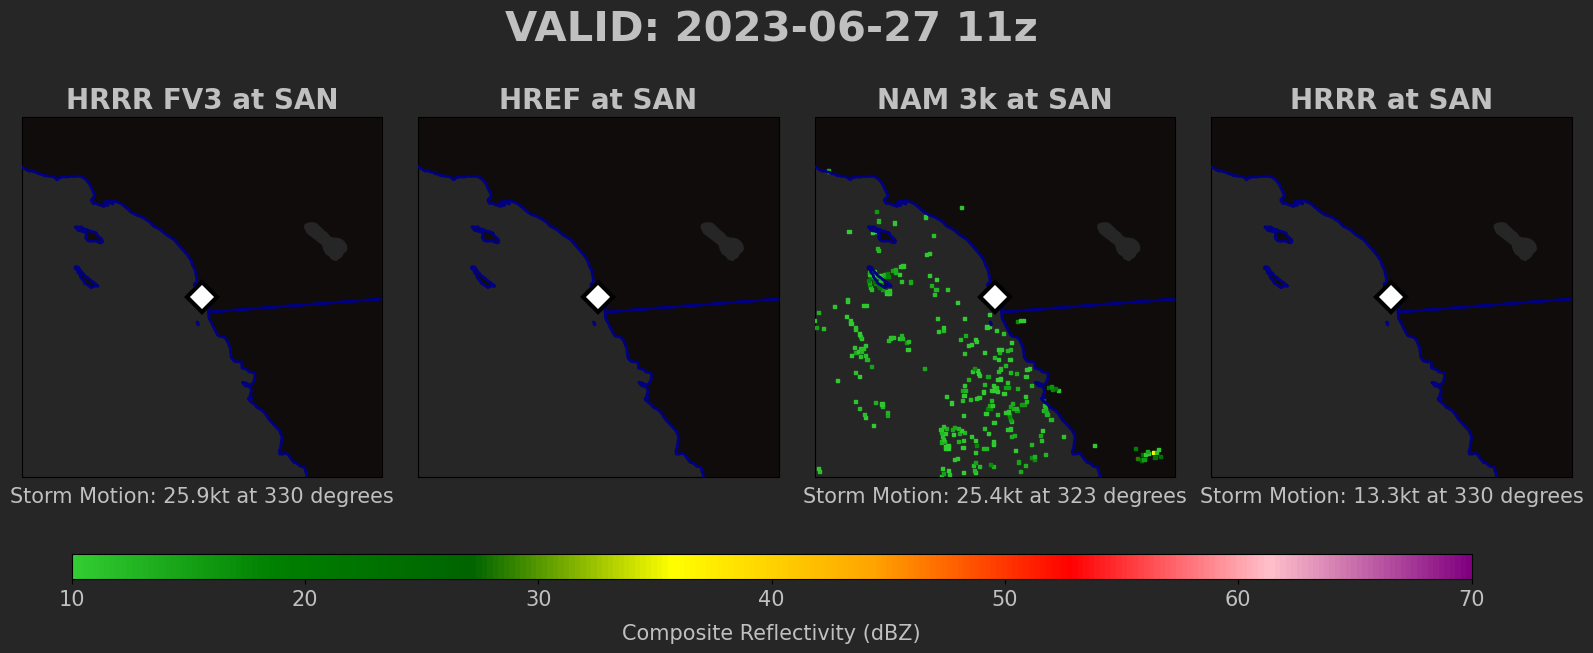 VALID: 2023-06-27 11z
HRRR FV3 at SAN
HREF at SAN
NAM 3k at SAN
HRRR at SAN
Storm Motion: 25.9kt at 330 degrees
Storm Motion: 25.4kt at 323 degrees
Storm Motion: 13.3kt at 330 degrees
10 20 30 40 50 60 70
Composite Reflectivity (dBZ)